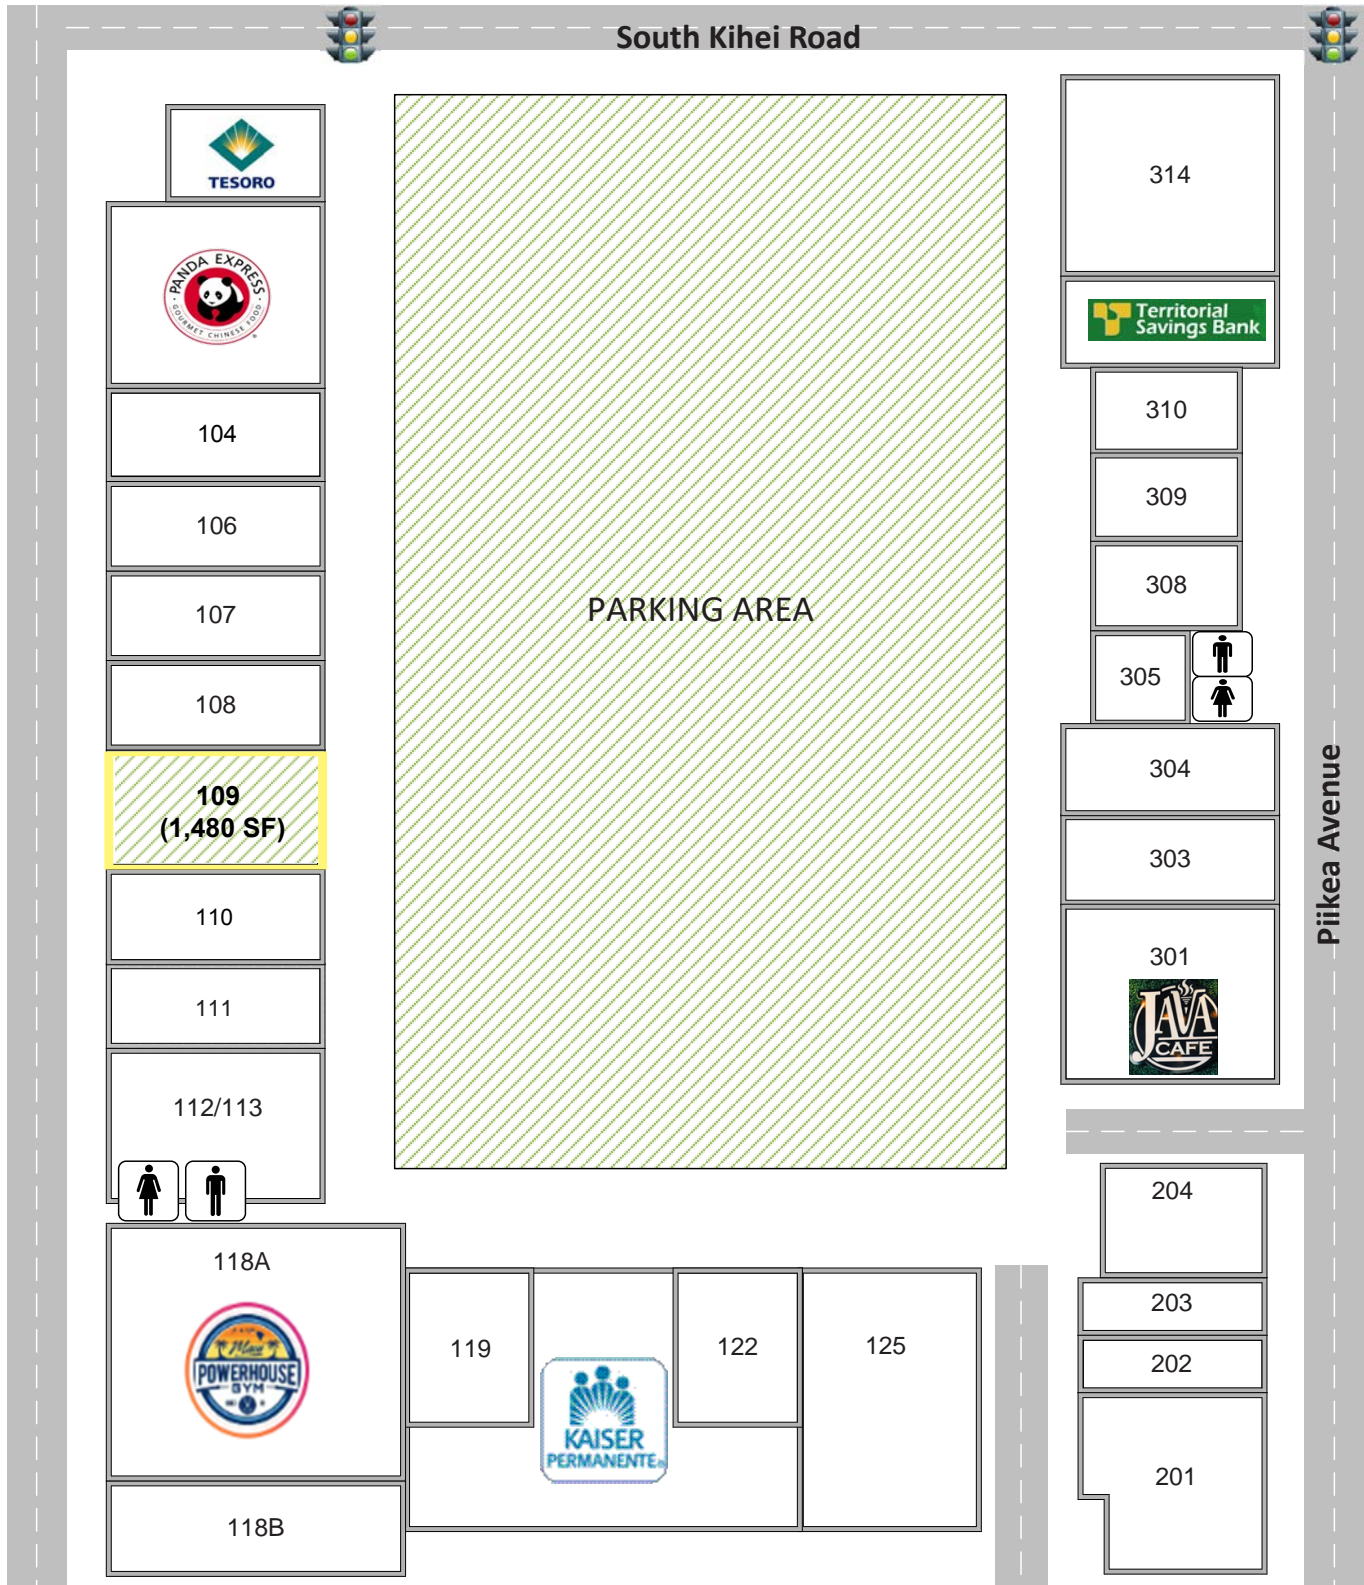 South Kihei Road
TESORO
PANDA EXPRESS
GOURMET CHINESE FOOD
104
106
107
108
109
(1,480 SF)
110
111
112/113
118A
Maui
POWERHOUSE
GYM
118B
PARKING AREA
119
KAISER
PERMANENTE®
122
125
314
Territorial
Savings Bank
310
309
308
305
304
303
301
JAVA
CAFE
204
203
202
201
Piikea Avenue